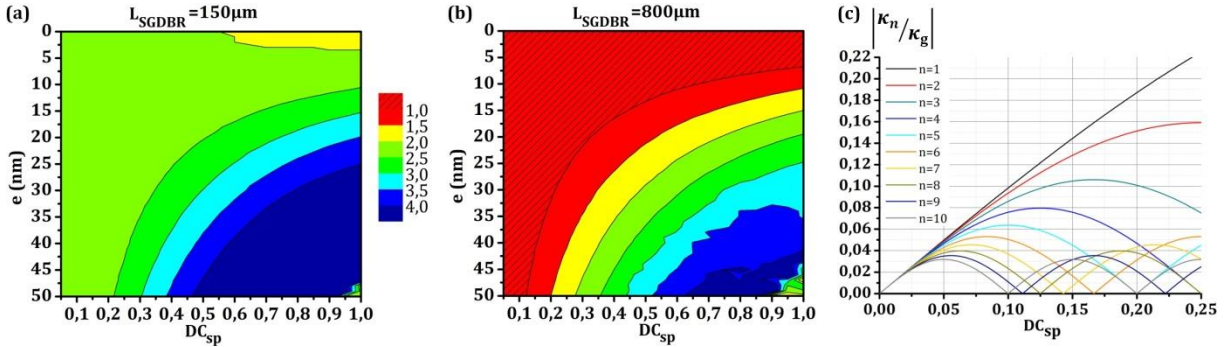 (a)
L_SGDBR =150µm
e (nm)
0
5
10
15
20
25
30
35
40
45
50
0,1 0,2 0,3 0,4 0,5 0,6 0,7 0,8 0,9 1,0
DC_sp
1,0
1,5
2,0
2,5
3,0
3,5
4,0
(b)
L_SGDBR =800µm
e (nm)
0
5
10
15
20
25
30
35
40
45
50
0,1 0,2 0,3 0,4 0,5 0,6 0,7 0,8 0,9 1,0
DC_sp
(c)
|κ_n/κ_g|
0,22
0,20
0,18
0,16
0,14
0,12
0,10
0,08
0,06
0,04
0,02
0,00
n=1
n=2
n=3
n=4
n=5
n=6
n=7
n=8
n=9
n=10
0,00 0,05 0,10 0,15 0,20 0,25
DC_sp